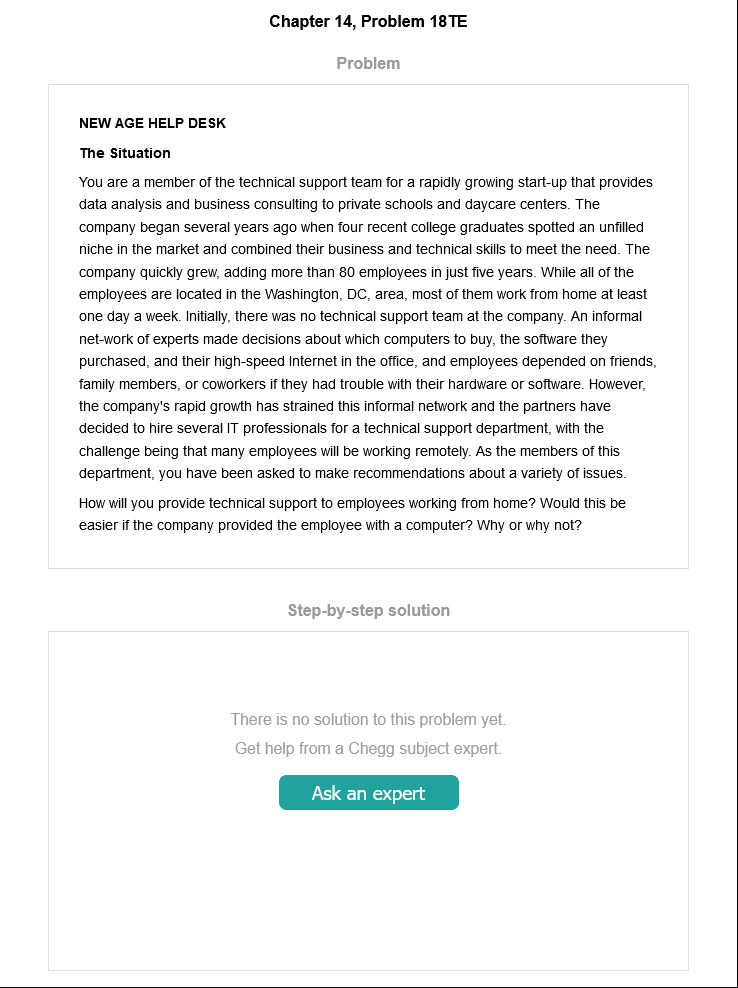 Chapter 14, Problem 18TE
Problem
NEW AGE HELP DESK
The Situation
You are a member of the technical support team for a rapidly growing start-up that provides
data analysis and business consulting to private schools and daycare centers. The
company began several years ago when four recent college graduates spotted an unfilled
niche in the market and combined their business and technical skills to meet the need. The
company quickly grew, adding more than 80 employees in just five years. While all of the
employees are located in the Washington, DC, area, most of them work from home at least
one day a week. Initially, there was no technical support team at the company. An informal
net-work of experts made decisions about which computers to buy, the software they
purchased, and their high-speed Internet in the office, and employees depended on friends,
family members, or coworkers if they had trouble with their hardware or software. However,
the company's rapid growth has strained this informal network and the partners have
decided to hire several IT professionals for a technical support department, with the
challenge being that many employees will be working remotely. As the members of this
department, you have been asked to make recommendations about a variety of issues.
How will you provide technical support to employees working from home? Would this be
easier if the company provided the employee with a computer? Why or why not?
Step-by-step solution
There is no solution to this problem yet.
Get help from a Chegg subject expert.
Ask an expert